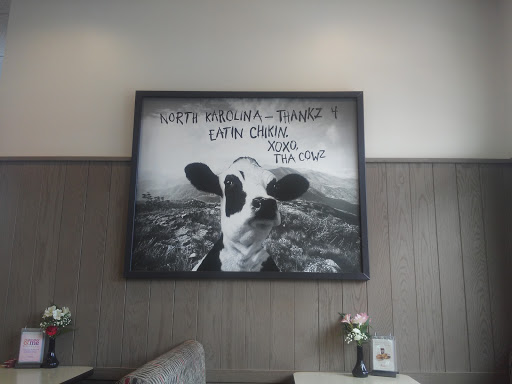 NORTH KAROLINA – THANKZ 4
EATIN CHIKIN.
XOXO,
THA COWZ